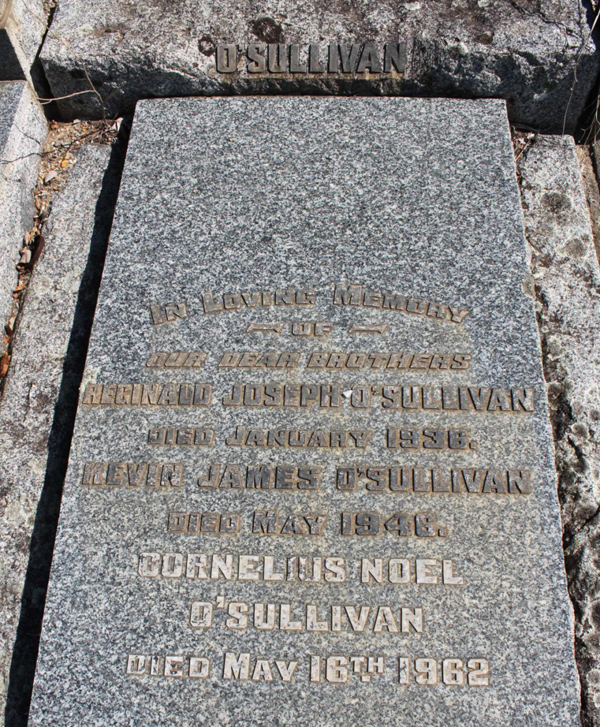 O'SULLIVAN
IN LOVING MEMORY
OF
OUR DEAR BROTHERS
REGINALD JOSEPH O'SULLIVAN
DIED JANUARY 1938.
KEVIN JAMES O'SULLIVAN
DIED MAY 1948.
CORNELIUS NOEL
O'SULLIVAN
DIED MAY 16TH 1962